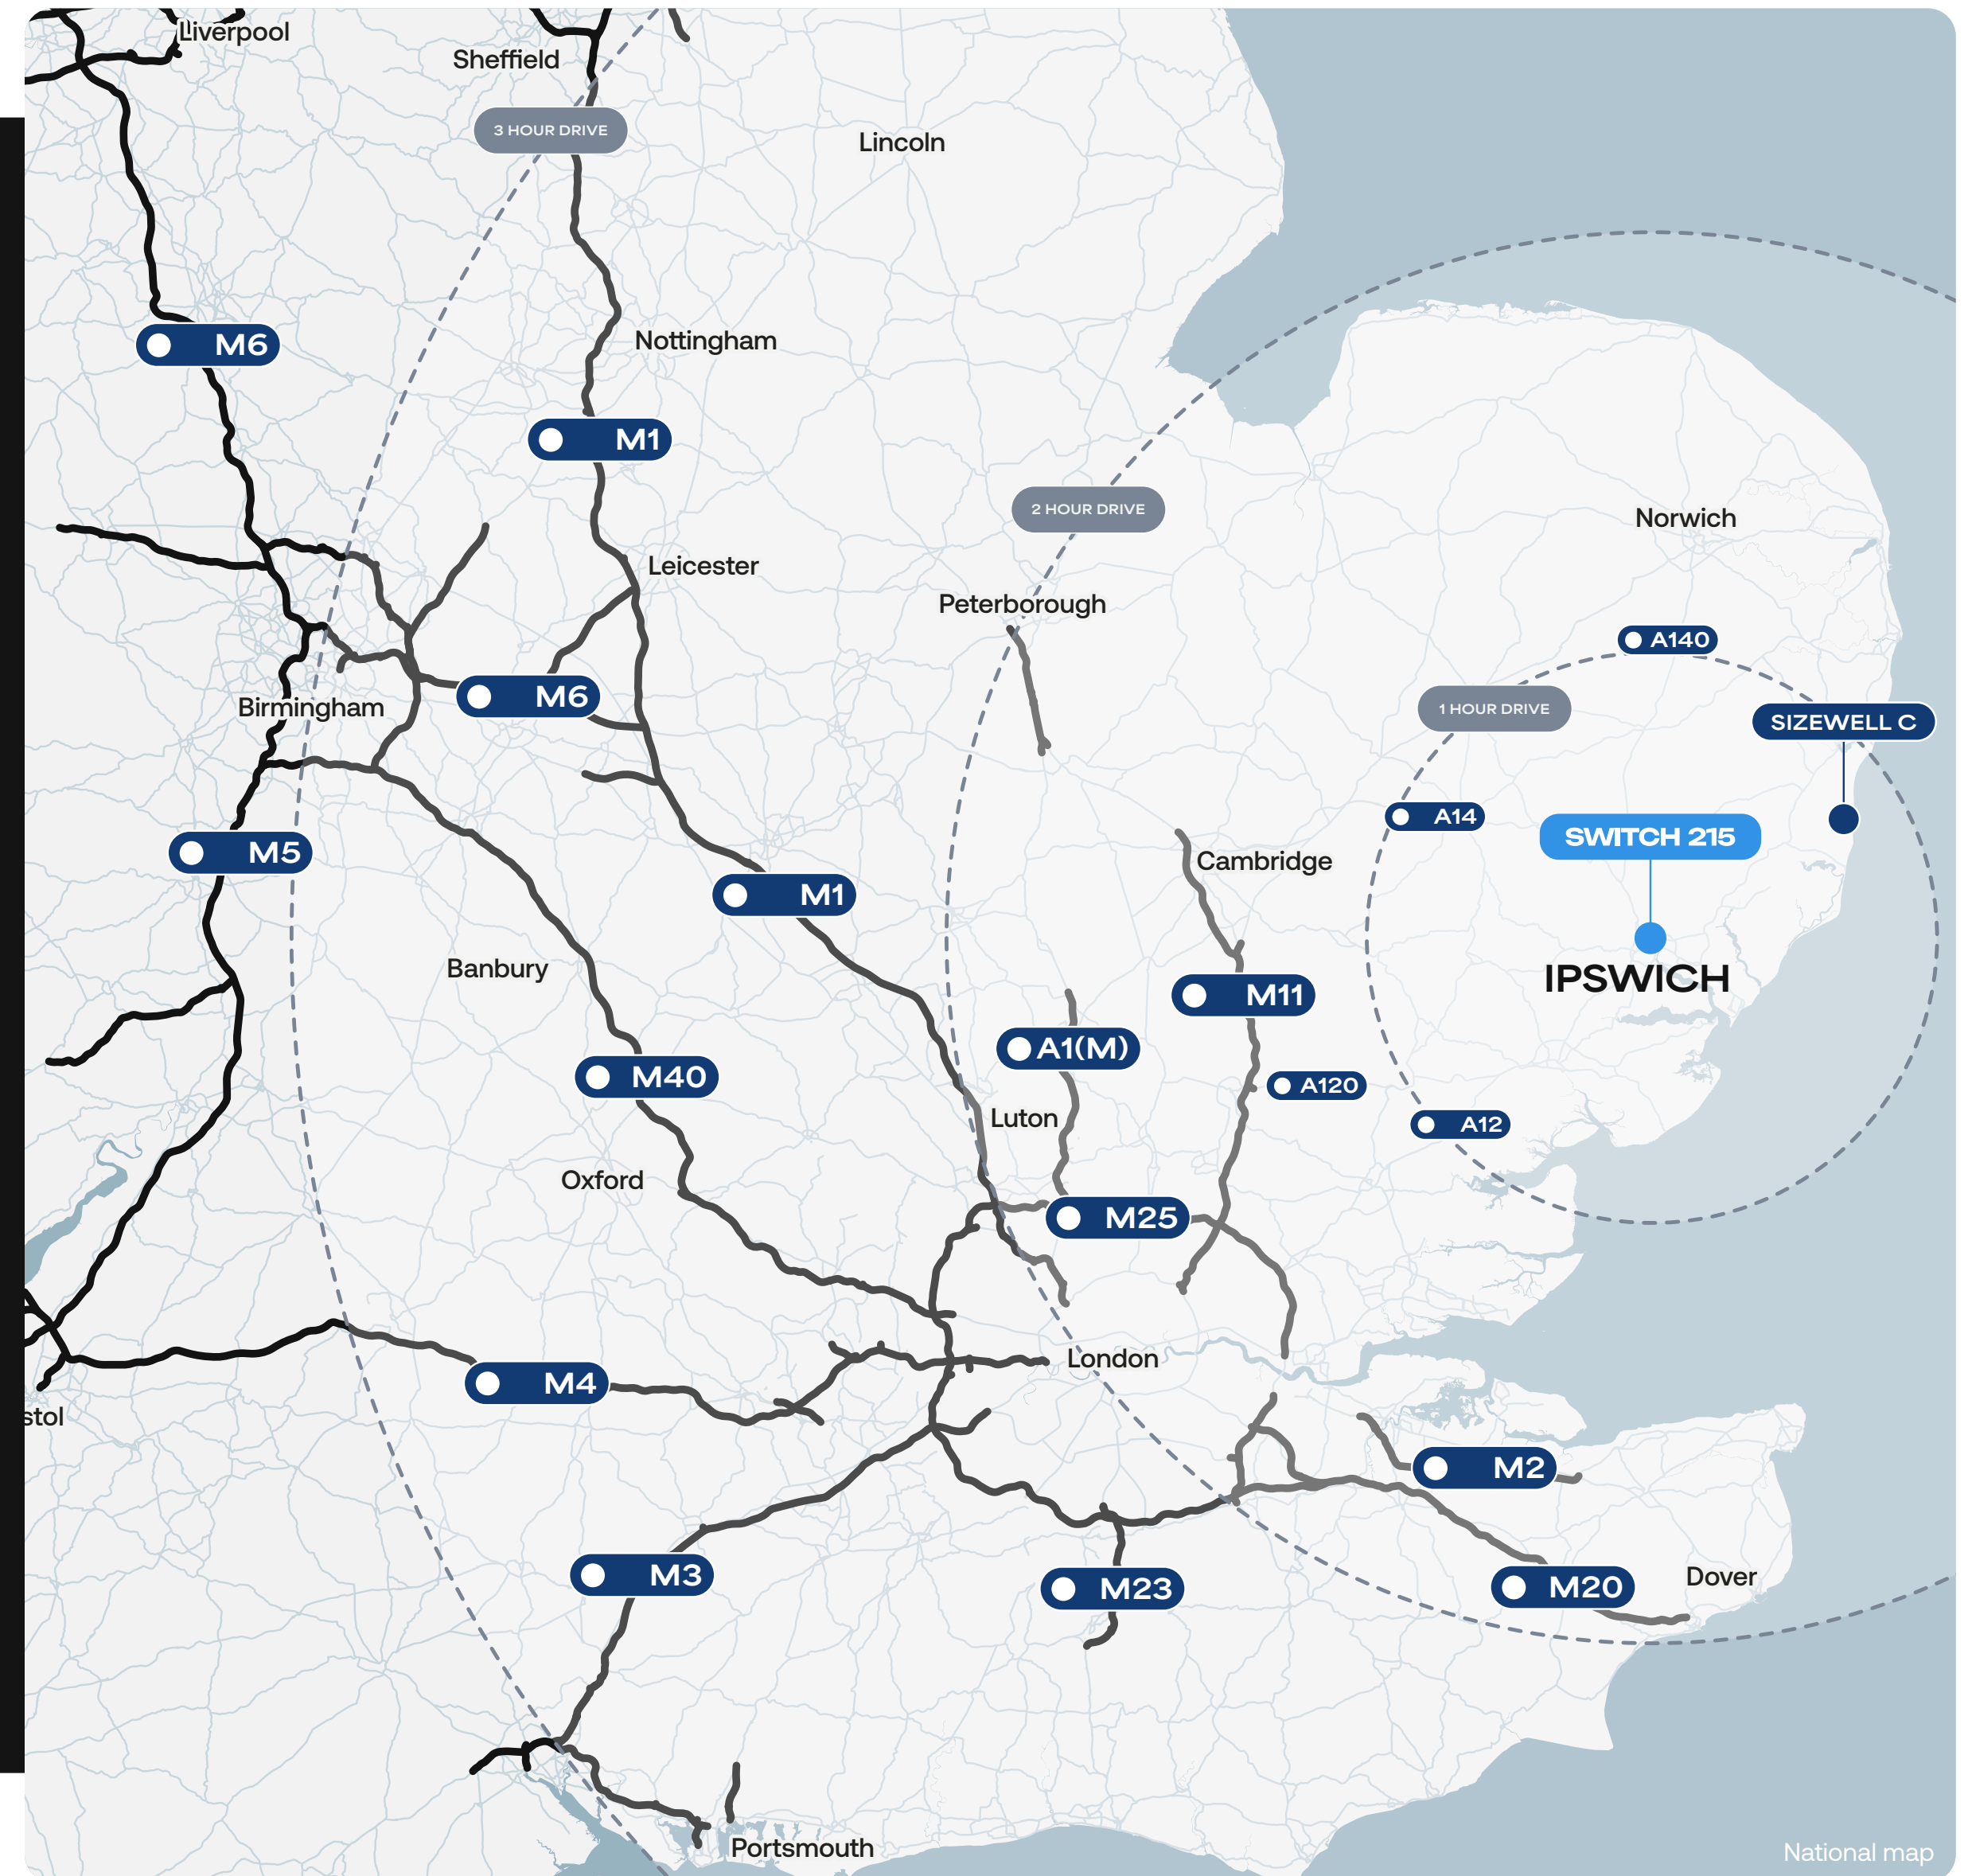 Liverpool
Sheffield
3 HOUR DRIVE
Lincoln
M6
Nottingham
M1
2 HOUR DRIVE
Norwich
Leicester
Peterborough
A140
M6
Birmingham
1 HOUR DRIVE
SIZEWELL C
A14
SWITCH 215
M5
Cambridge
M1
Banbury
IPSWICH
M11
A1(M)
M40
A120
Luton
A12
Oxford
M25
London
M4
stol
M2
M3
M23
M20
Dover
Portsmouth
National map